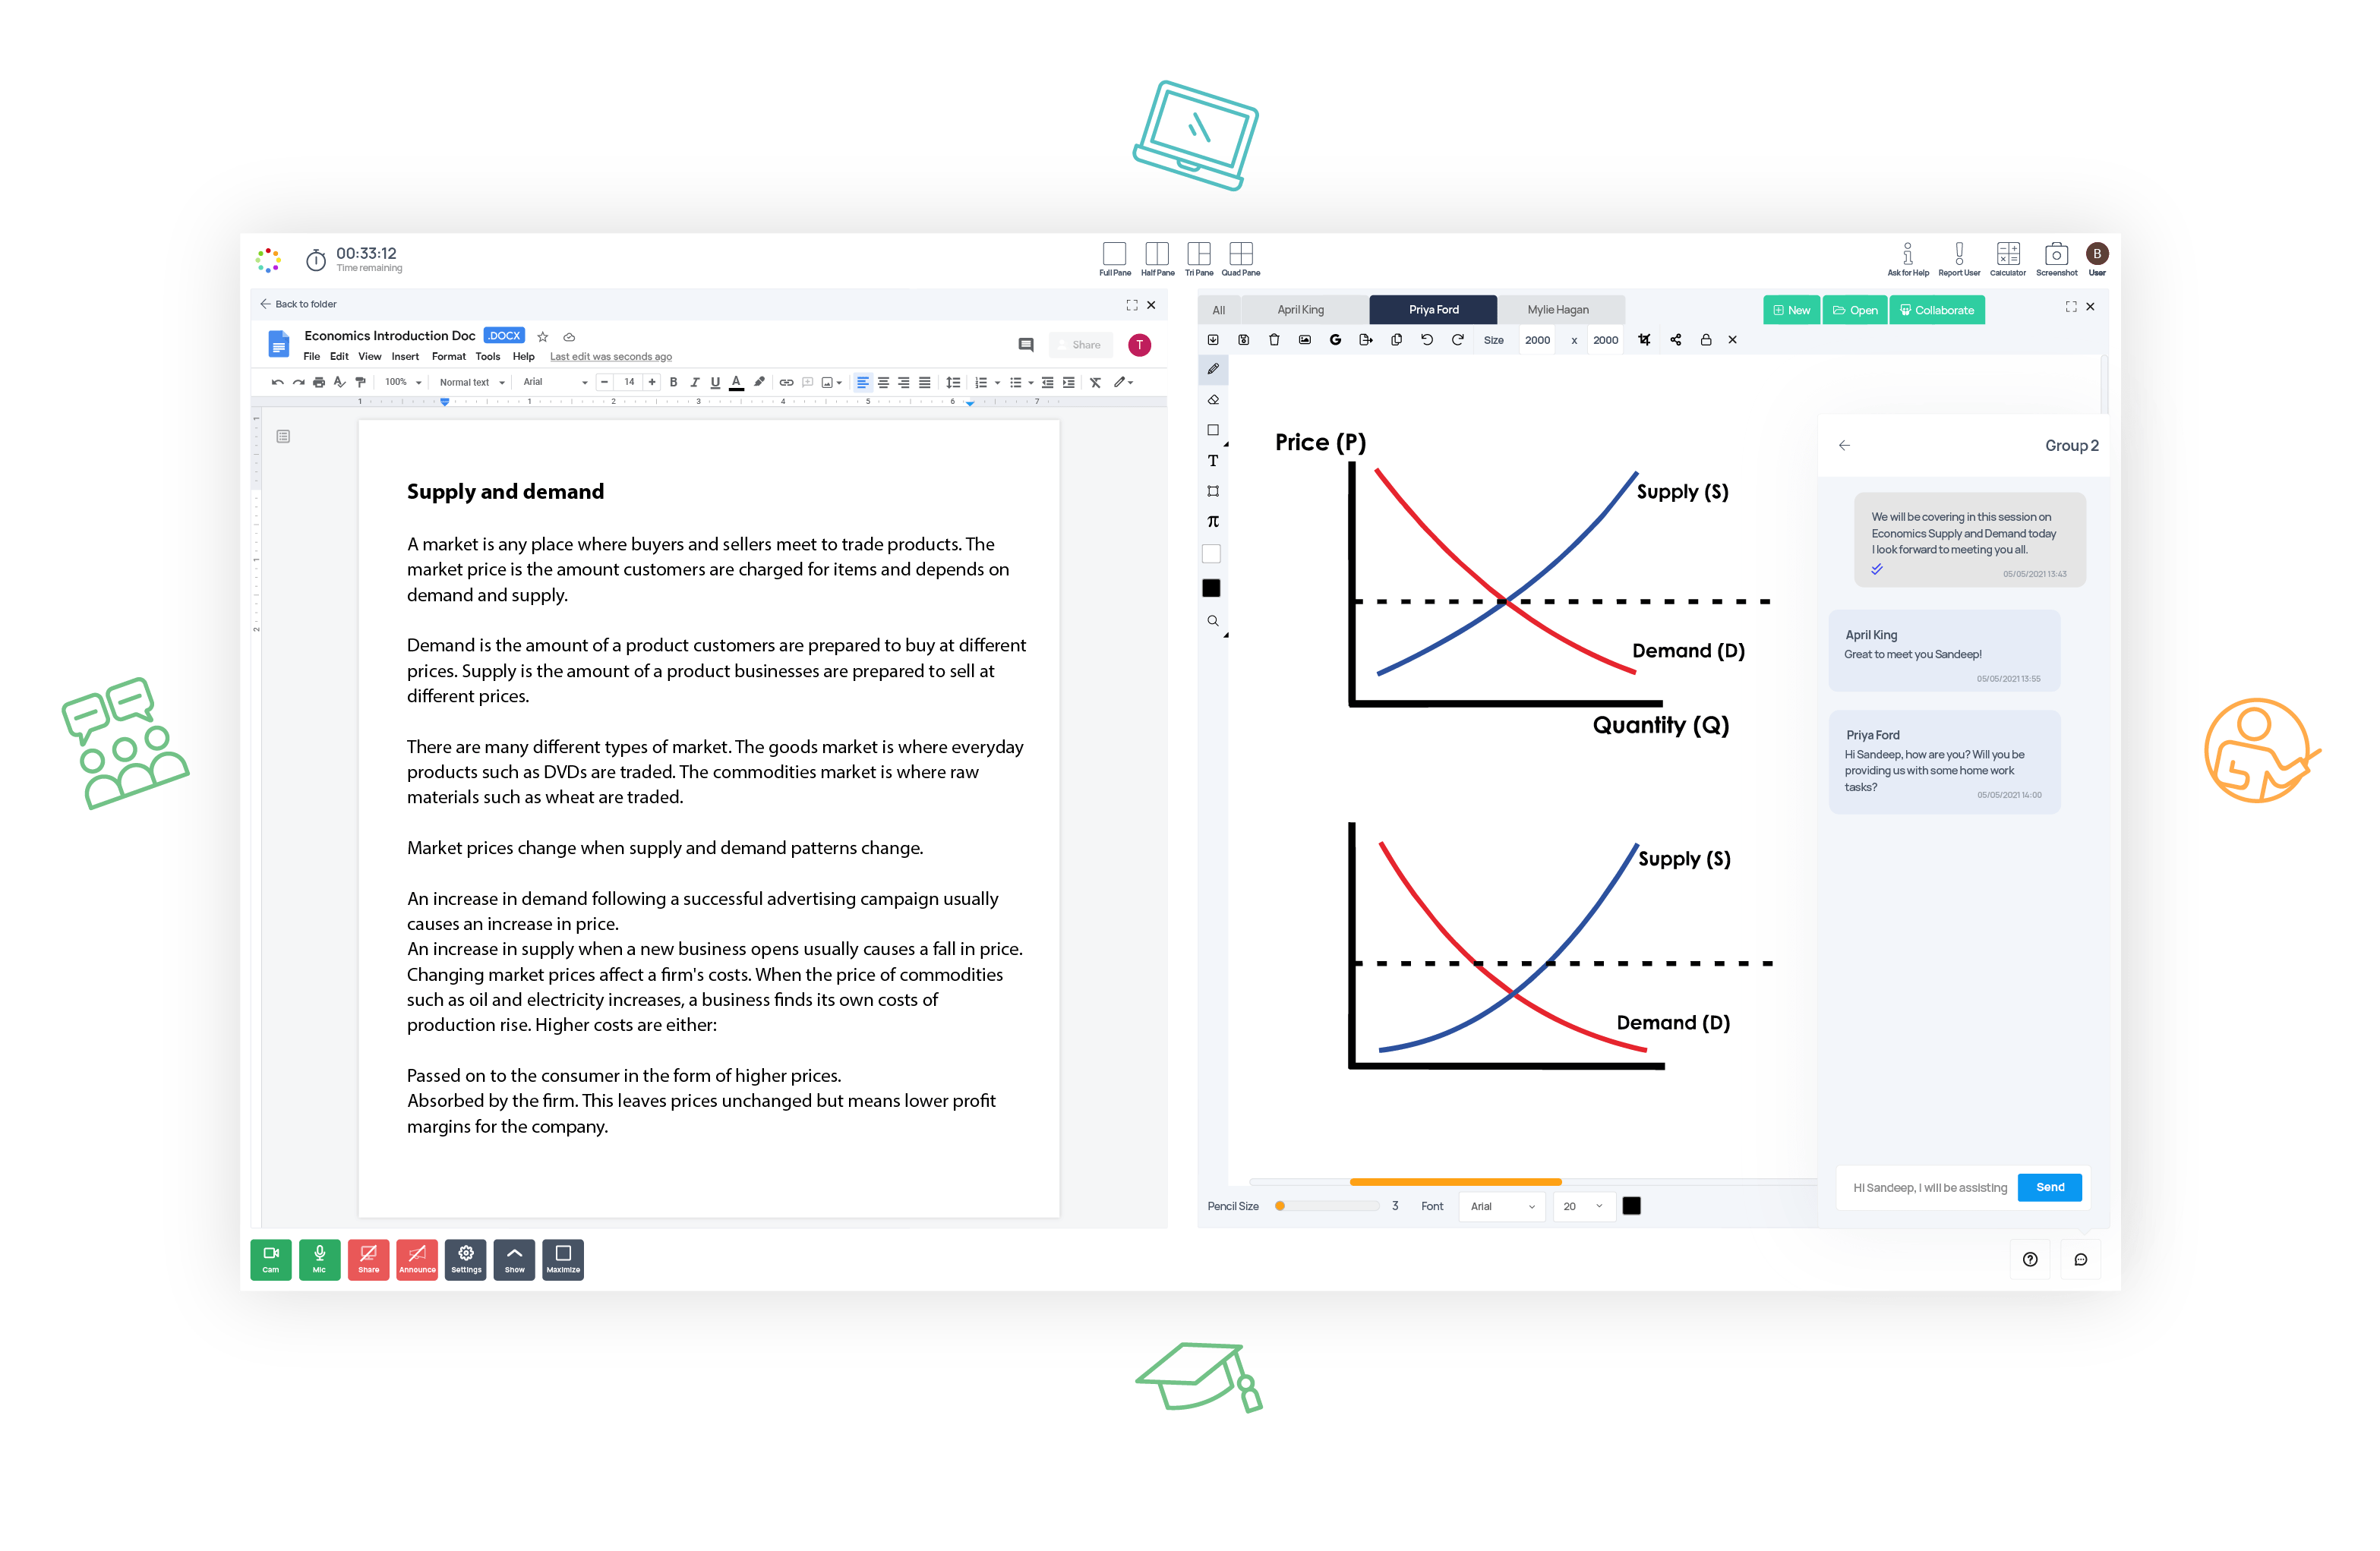 00:33:12
Time remaining
Full Pane
Half Pane
Tri Pane
Quad Pane
Ask for Help
Report User
Calculator
Screenshot
B
User
Back to folder
Economics Introduction Doc .DOCX
File Edit View Insert Format Tools Help Last edit was seconds ago
Share
T
100% Normal text Arial 14 B I U A
1 1 2 3 4 5 6 7
1
1
2
Supply and demand
A market is any place where buyers and sellers meet to trade products. The
market price is the amount customers are charged for items and depends on
demand and supply.
Demand is the amount of a product customers are prepared to buy at different
prices. Supply is the amount of a product businesses are prepared to sell at
different prices.
There are many different types of market. The goods market is where everyday
products such as DVDs are traded. The commodities market is where raw
materials such as wheat are traded.
Market prices change when supply and demand patterns change.
An increase in demand following a successful advertising campaign usually
causes an increase in price.
An increase in supply when a new business opens usually causes a fall in price.
Changing market prices affect a firm's costs. When the price of commodities
such as oil and electricity increases, a business finds its own costs of
production rise. Higher costs are either:
Passed on to the consumer in the form of higher prices.
Absorbed by the firm. This leaves prices unchanged but means lower profit
margins for the company.
All
April King
Priya Ford
Mylie Hagan
New
Open
Collaborate
G
Size 2000 x 2000
T
π
Price (P)
Supply (S)
Demand (D)
Quantity (Q)
Supply (S)
Demand (D)
Pencil Size 3 Font Arial 20
Group 2
We will be covering in this session on
Economics Supply and Demand today
I look forward to meeting you all.
05/05/2021 13:43
April King
Great to meet you Sandeep!
05/05/2021 13:55
Priya Ford
Hi Sandeep, how are you? Will you be
providing us with some home work
tasks?
05/05/2021 14:00
Hi Sandeep, I will be assisting
Send
Cam
Mic
Share
Announce
Settings
Show
Maximize